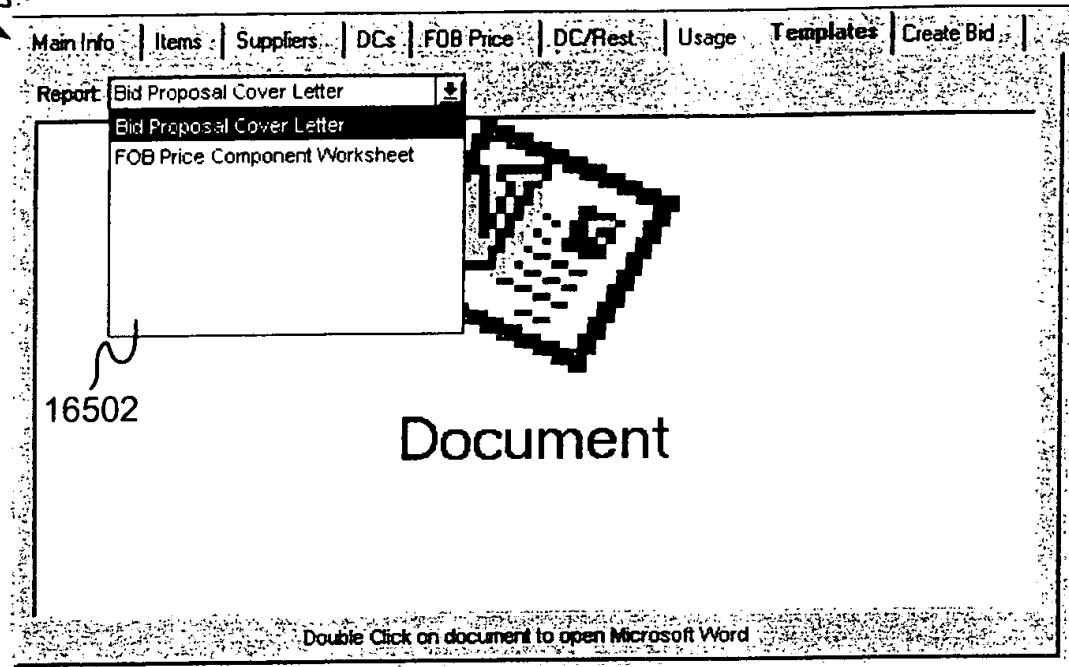 Main Info Items Suppliers DCs FOB Price DC/Rest. Usage Templates Create Bid
Report: Bid Proposal Cover Letter
Bid Proposal Cover Letter
FOB Price Component Worksheet
16502
Document
Double Click on document to open Microsoft Word